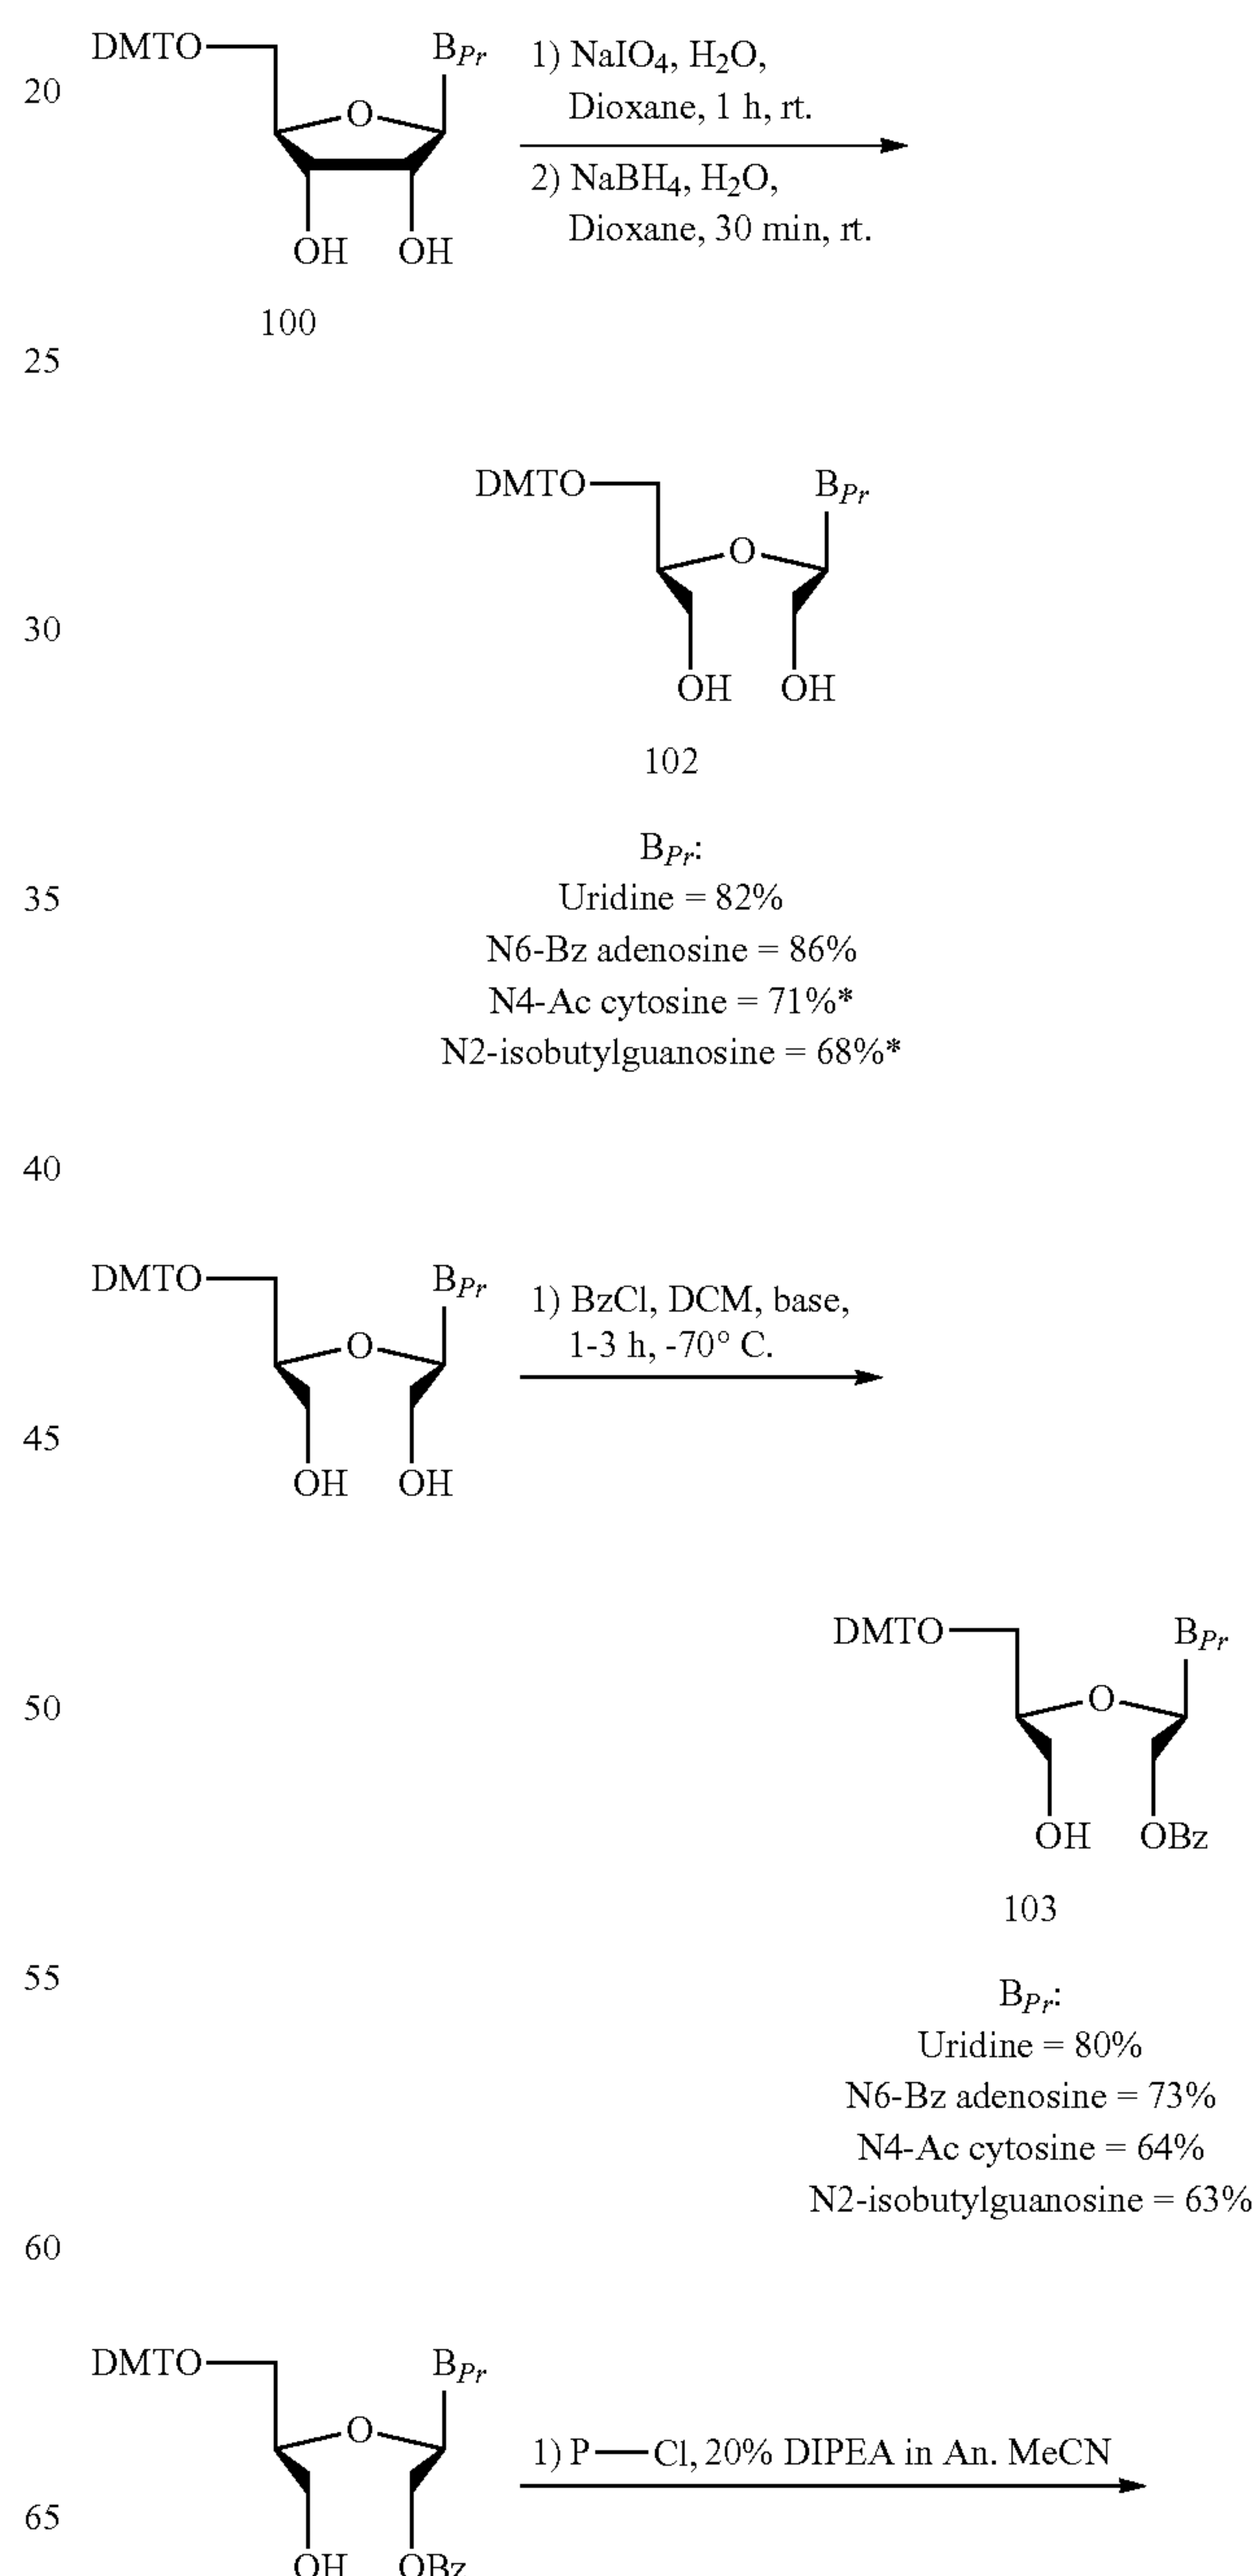 DMTO B_Pr 1) NaIO4, H2O,
20
O Dioxane, 1 h, rt.
2) NaBH4, H2O,
OH OH Dioxane, 30 min, rt.
100
25
DMTO B_Pr
O
30
OH OH
102
B_Pr:
35 Uridine = 82%
N6-Bz adenosine = 86%
N4-Ac cytosine = 71%*
N2-isobutylguanosine = 68%*
40
DMTO B_Pr 1) BzCl, DCM, base,
O 1-3 h, -70° C.
45
OH OH
DMTO B_Pr
50 O
OH OBz
103
55 B_Pr:
Uridine = 80%
N6-Bz adenosine = 73%
N4-Ac cytosine = 64%
N2-isobutylguanosine = 63%
60
DMTO B_Pr
O 1) P—Cl, 20% DIPEA in An. MeCN
65
OH OBz